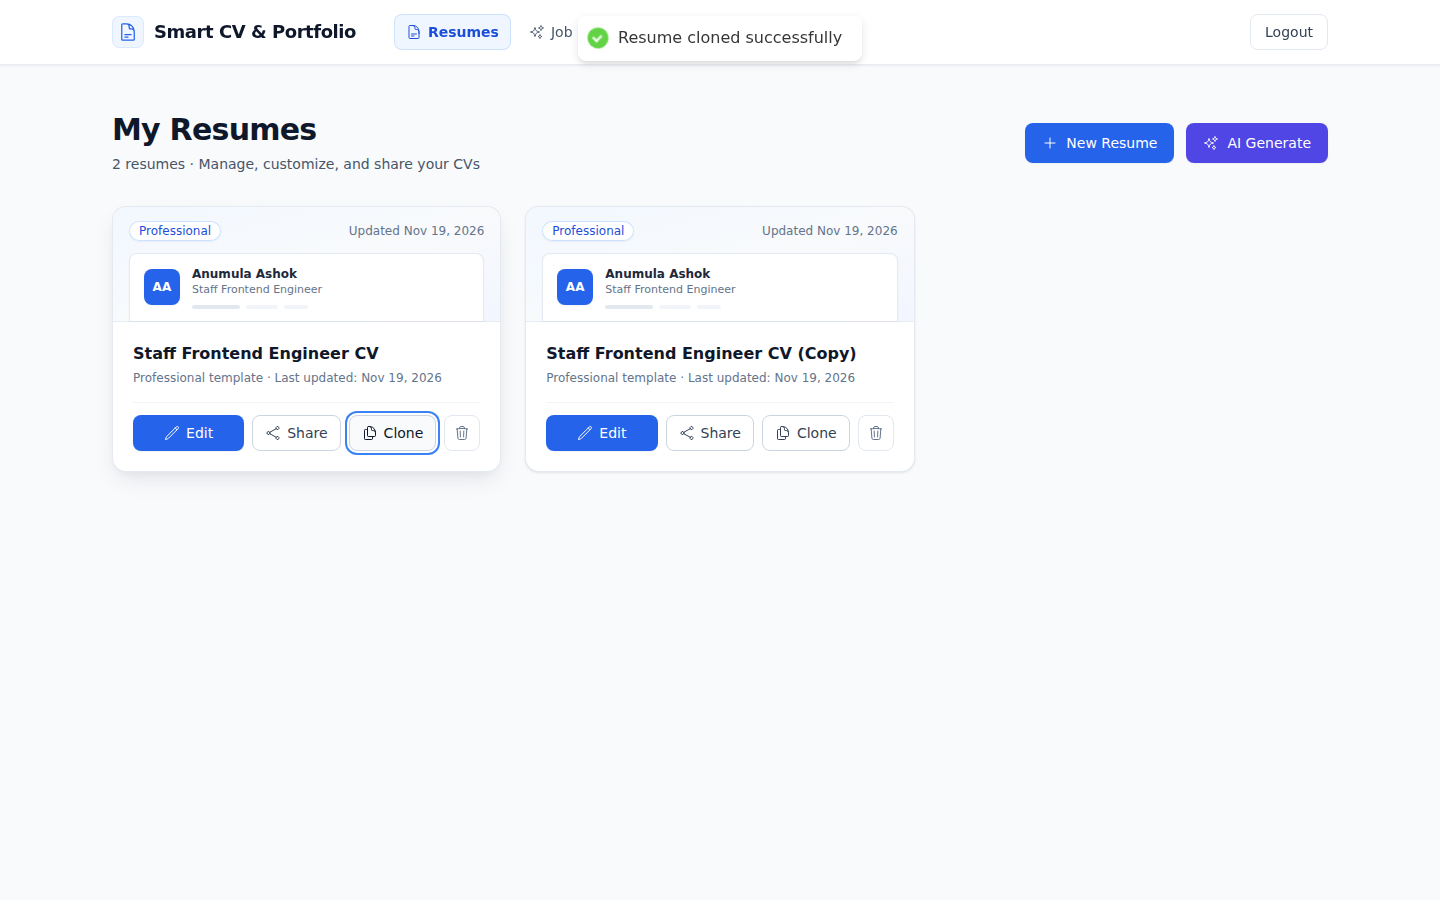 Smart CV & Portfolio
Resumes
Job
Resume cloned successfully
Logout
My Resumes
2 resumes · Manage, customize, and share your CVs
New Resume
AI Generate
Professional
Updated Nov 19, 2026
AA
Anumula Ashok
Staff Frontend Engineer
Staff Frontend Engineer CV
Professional template · Last updated: Nov 19, 2026
Edit
Share
Clone
Professional
Updated Nov 19, 2026
AA
Anumula Ashok
Staff Frontend Engineer
Staff Frontend Engineer CV (Copy)
Professional template · Last updated: Nov 19, 2026
Edit
Share
Clone